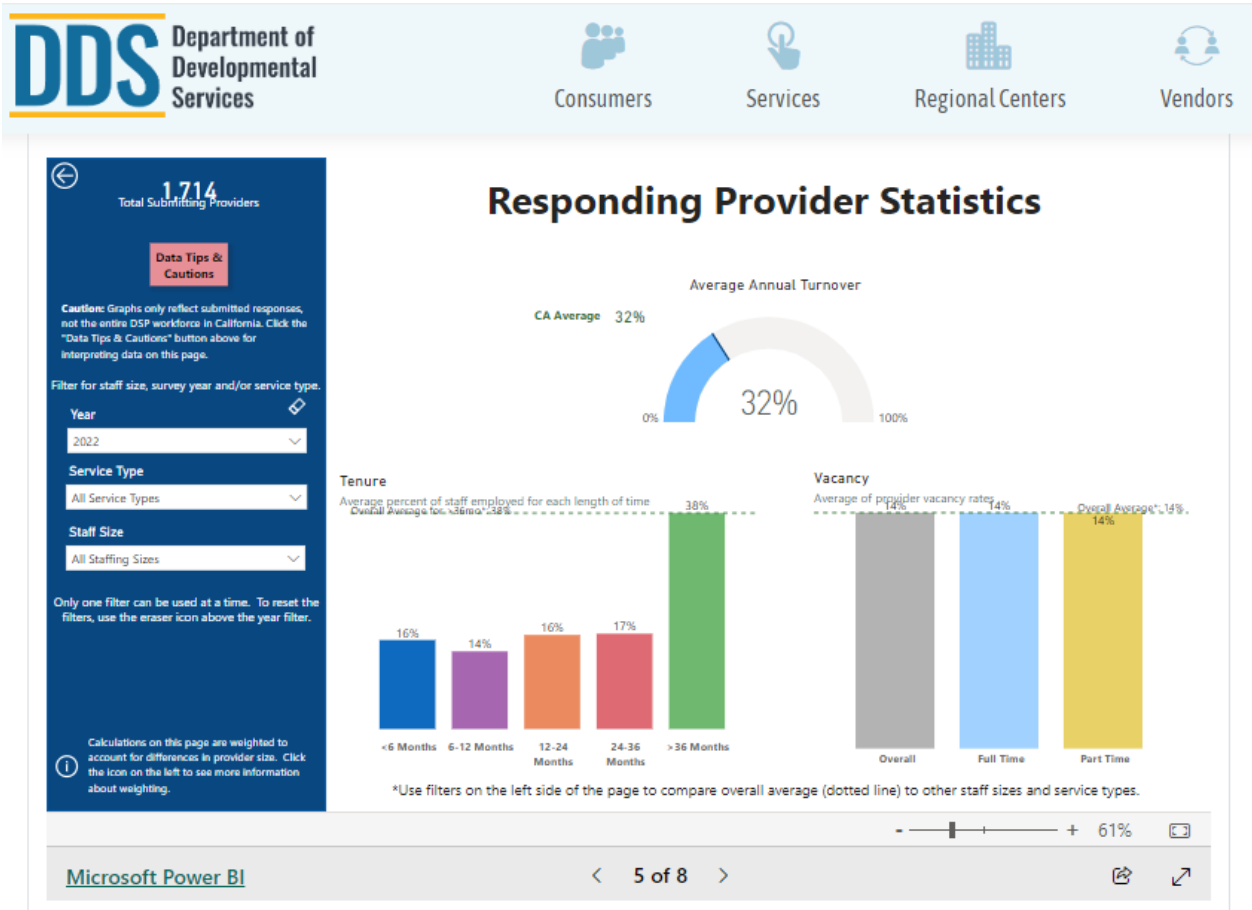 DDS
Department of
Developmental
Services
Consumers
Services
Regional Centers
Vendors
1,714
Total Submitting Providers
Data Tips &
Cautions
Caution: Graphs only reflect submitted responses,
not the entire DSP workforce in California. Click the
"Data Tips & Cautions" button above for
interpreting data on this page.
Filter for staff size, survey year and/or service type.
Year
2022
Service Type
All Service Types
Staff Size
All Staffing Sizes
Only one filter can be used at a time. To reset the
filters, use the eraser icon above the year filter.
Calculations on this page are weighted to
account for differences in provider size. Click
the icon on the left to see more information
about weighting.
Responding Provider Statistics
Average Annual Turnover
CA Average 32%
32%
0%
100%
Tenure
Average percent of staff employed for each length of time
Overall Average for >36mo*: 38%
38%
16%
14%
16%
17%
<6 Months
6-12 Months
12-24
Months
24-36
Months
>36 Months
Vacancy
Average of provider vacancy rates
Overall Average*: 14%
14%
14%
14%
Overall
Full Time
Part Time
*Use filters on the left side of the page to compare overall average (dotted line) to other staff sizes and service types.
- + 61%
Microsoft Power BI
< 5 of 8 >